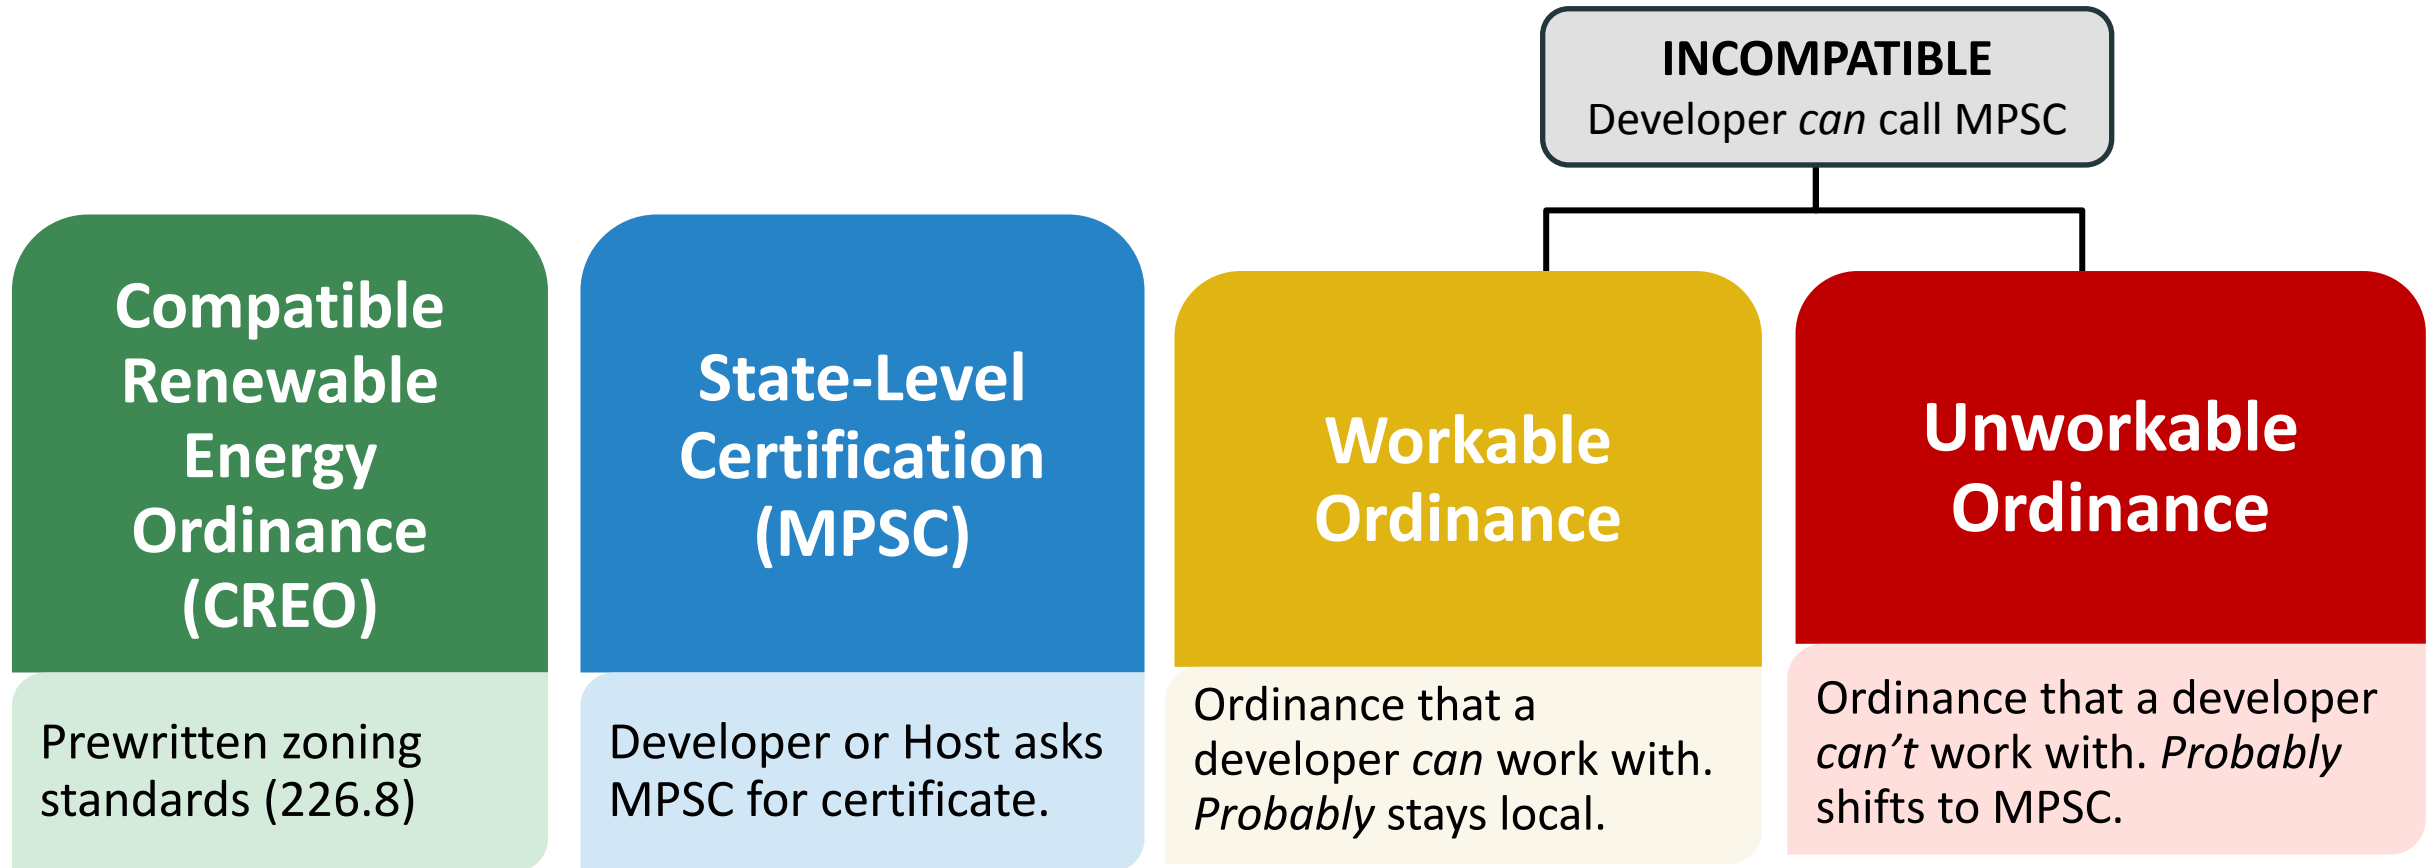 INCOMPATIBLE
Developer can call MPSC
Compatible
Renewable
Energy
Ordinance
(CREO)
Prewritten zoning
standards (226.8)
State-Level
Certification
(MPSC)
Developer or Host asks
MPSC for certificate.
Workable
Ordinance
Ordinance that a
developer can work with.
Probably stays local.
Unworkable
Ordinance
Ordinance that a developer
can’t work with. Probably
shifts to MPSC.